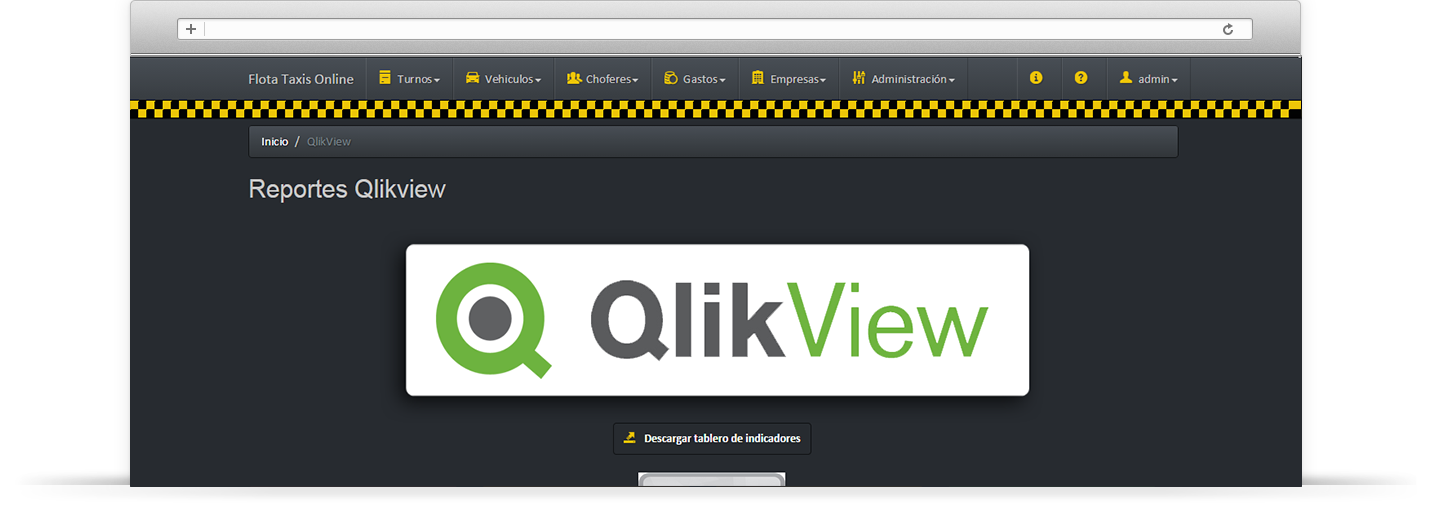 Flota Taxis Online Turnos Vehiculos Choferes Gastos Empresas Administración admin
Inicio / QlikView
Reportes Qlikview
QlikView
Descargar tablero de indicadores